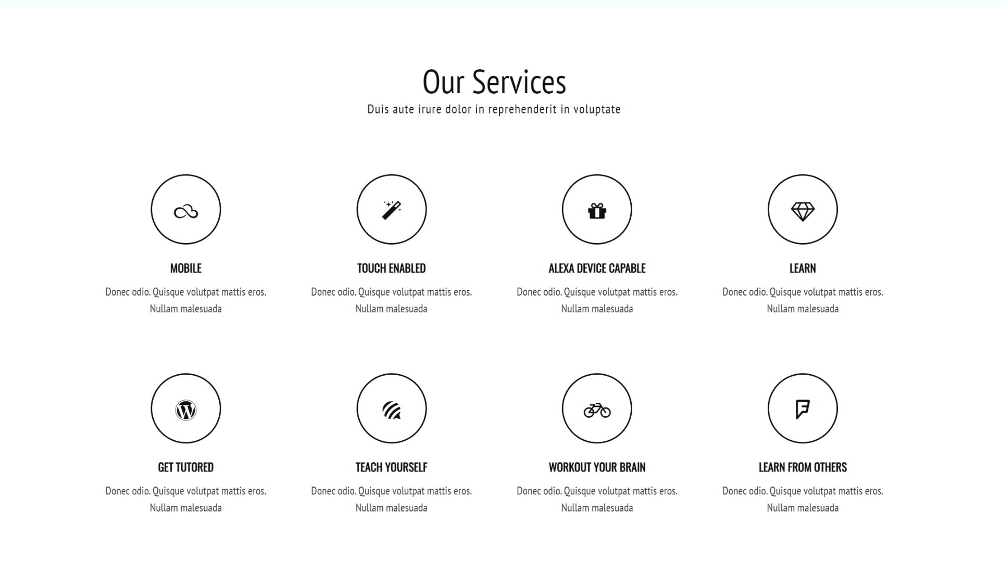 Our Services
Duis aute irure dolor in reprehenderit in voluptate
MOBILE
Donec odio. Quisque volutpat mattis eros.
Nullam malesuada
TOUCH ENABLED
Donec odio. Quisque volutpat mattis eros.
Nullam malesuada
ALEXA DEVICE CAPABLE
Donec odio. Quisque volutpat mattis eros.
Nullam malesuada
LEARN
Donec odio. Quisque volutpat mattis eros.
Nullam malesuada
GET TUTORED
Donec odio. Quisque volutpat mattis eros.
Nullam malesuada
TEACH YOURSELF
Donec odio. Quisque volutpat mattis eros.
Nullam malesuada
WORKOUT YOUR BRAIN
Donec odio. Quisque volutpat mattis eros.
Nullam malesuada
LEARN FROM OTHERS
Donec odio. Quisque volutpat mattis eros.
Nullam malesuada